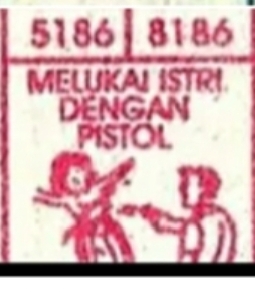 5186 | 8186
MELUKAI ISTRI
DENGAN
PISTOL